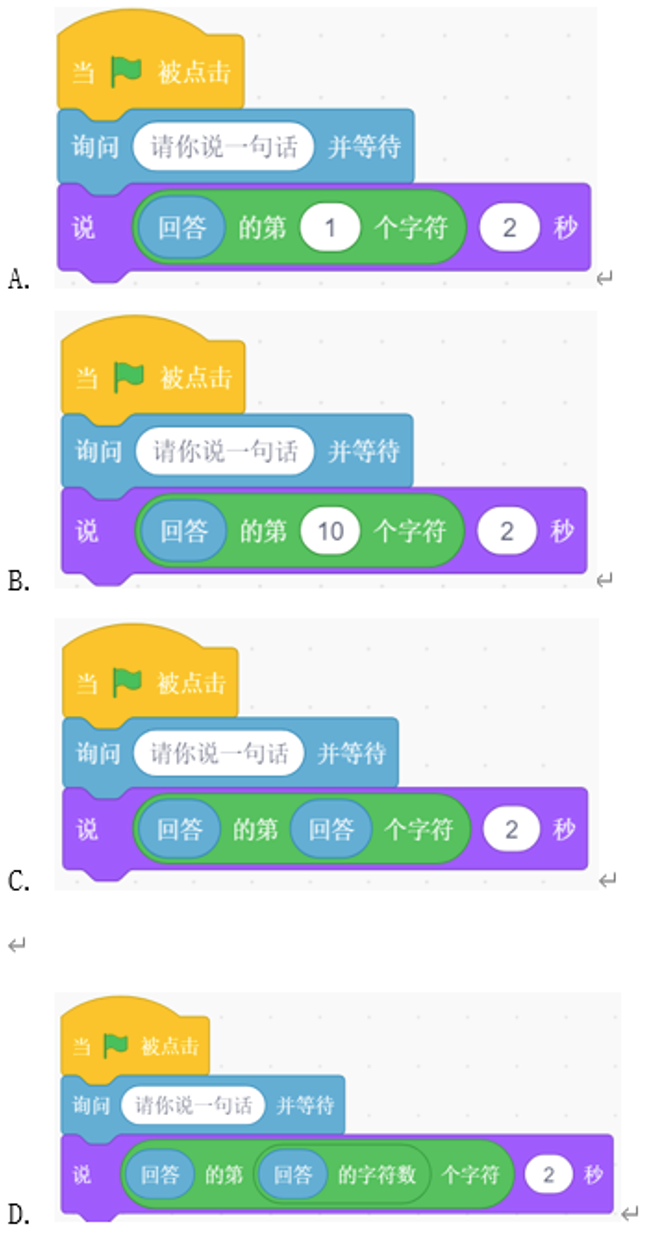 当 被点击
询问 请你说一句话 并等待
说 回答 的第 1 个字符 2 秒
A.
当 被点击
询问 请你说一句话 并等待
说 回答 的第 10 个字符 2 秒
B.
当 被点击
询问 请你说一句话 并等待
说 回答 的第 回答 个字符 2 秒
C.
当 被点击
询问 请你说一句话 并等待
说 回答 的第 回答 的字符数 个字符 2 秒
D.